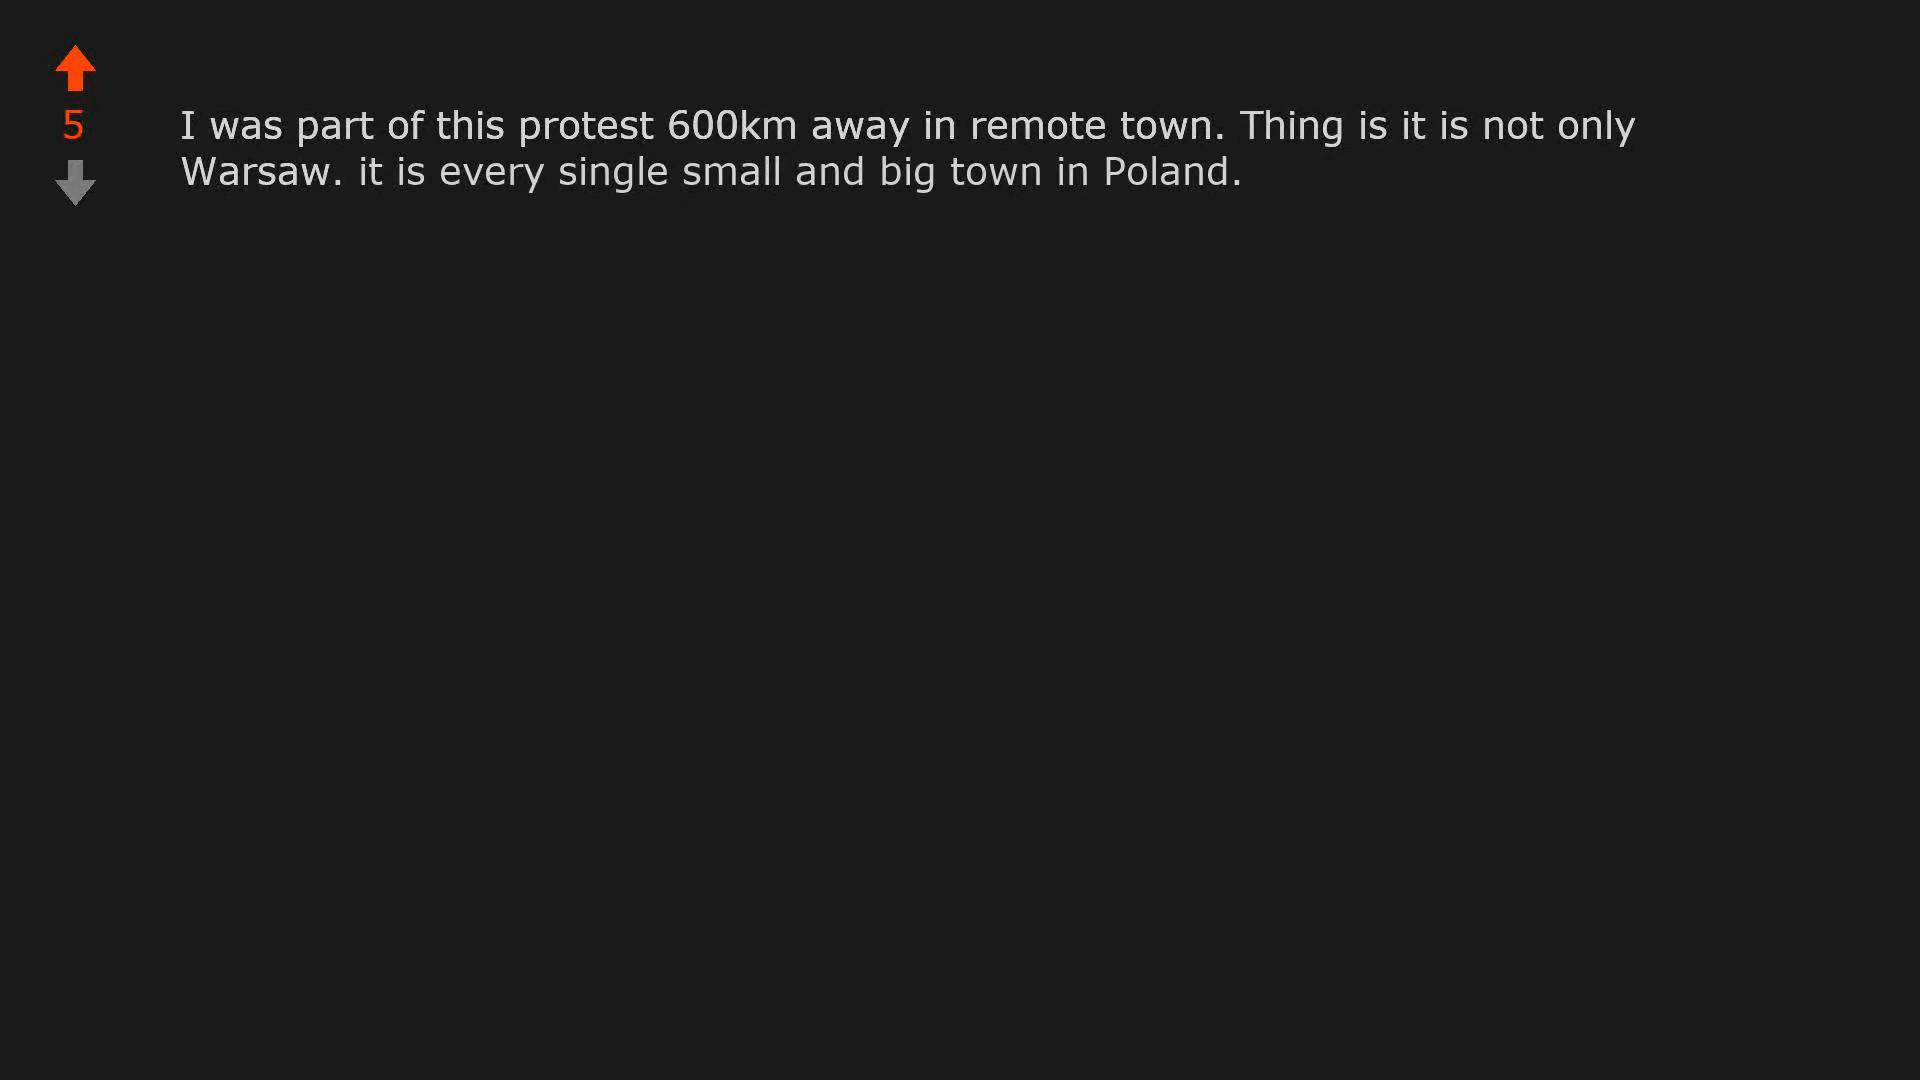 5
I was part of this protest 600km away in remote town. Thing is it is not only
Warsaw. it is every single small and big town in Poland.